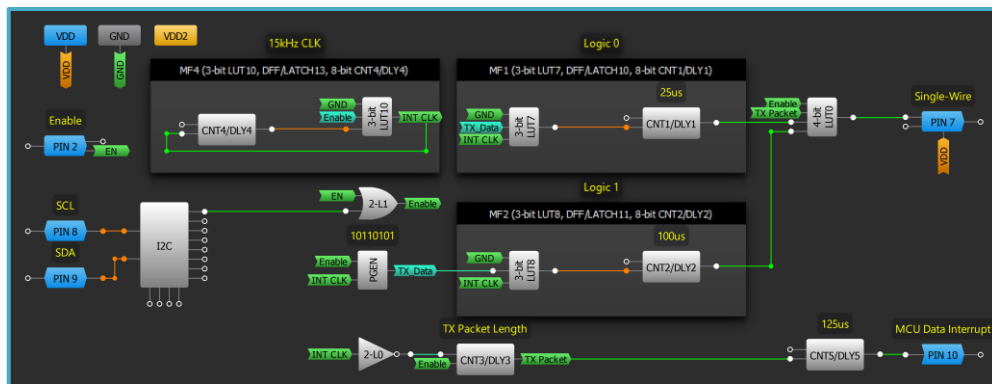 VDD
GND
VDD2
VDD
GND
15kHz CLK
MF4 (3-bit LUT10, DFF/LATCH13, 8-bit CNT4/DLY4)
GND
Enable
3-bit LUT10
INT CLK
CNT4/DLY4
Logic 0
MF1 (3-bit LUT7, DFF/LATCH10, 8-bit CNT1/DLY1)
25us
GND
TX_Data
INT CLK
3-bit LUT7
CNT1/DLY1
Enable
TX Packet
4-bit LUT0
Single-Wire
PIN 7
VDD
Enable
PIN 2
EN
SCL
PIN 8
SDA
PIN 9
I2C
EN
2-L1
Enable
10110101
Enable
INT CLK
PGEN
TX_Data
Logic 1
MF2 (3-bit LUT8, DFF/LATCH11, 8-bit CNT2/DLY2)
100us
GND
INT CLK
3-bit LUT8
CNT2/DLY2
TX Packet Length
INT CLK
2-L0
Enable
CNT3/DLY3
TX Packet
125us
CNT5/DLY5
MCU Data Interrupt
PIN 10